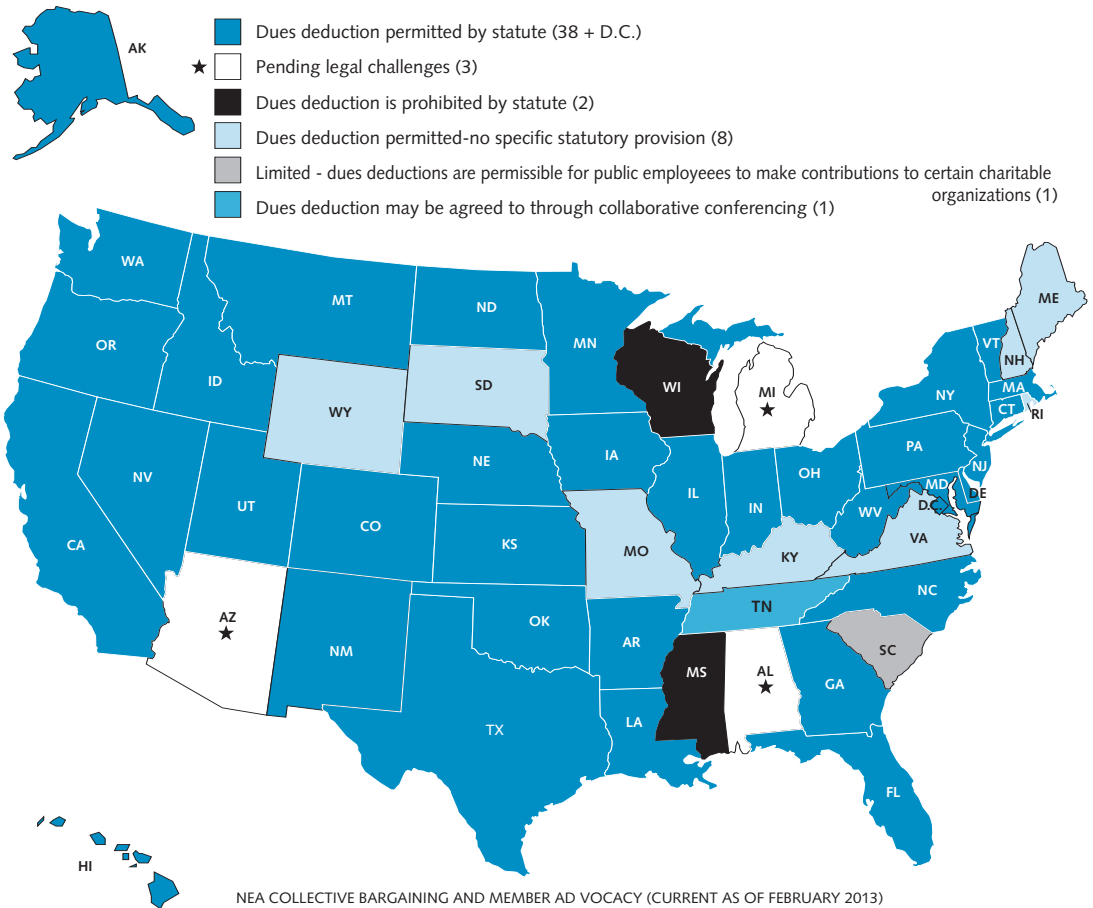 AK
Dues deduction permitted by statute (38 + D.C.)
★ Pending legal challenges (3)
Dues deduction is prohibited by statute (2)
Dues deduction permitted-no specific statutory provision (8)
Limited - dues deductions are permissible for public employeees to make contributions to certain charitable
organizations (1)
Dues deduction may be agreed to through collaborative conferencing (1)
WA
MT
ND
MN
ME
OR
ID
WY
SD
WI
MI
★
NY
VT
NH
MA
CT
RI
NV
UT
CO
NE
IA
IL
IN
OH
PA
NJ
MD
DE
D.C.
WV
VA
CA
KS
MO
KY
AZ
★
NM
OK
AR
TN
NC
SC
MS
AL
★
GA
TX
LA
FL
HI
NEA COLLECTIVE BARGAINING AND MEMBER AD VOCACY (CURRENT AS OF FEBRUARY 2013)